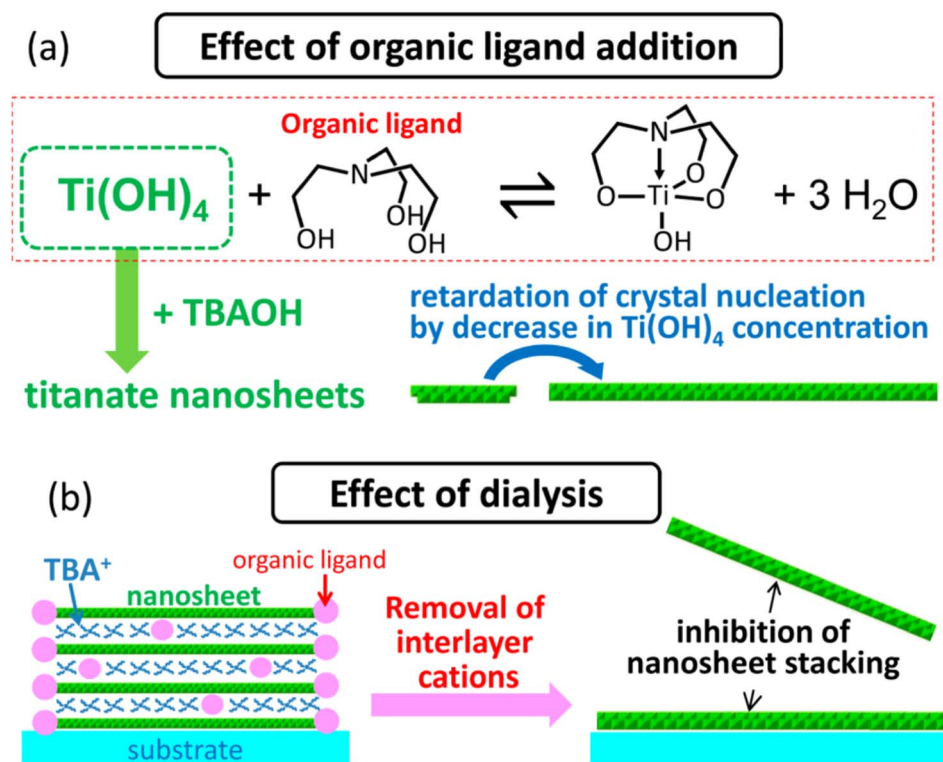 (a) Effect of organic ligand addition
Organic ligand
Ti(OH)₄ + N OH OH OH ⇌ N O Ti O O OH + 3 H₂O
+ TBAOH
retardation of crystal nucleation
by decrease in Ti(OH)₄ concentration
titanate nanosheets
(b) Effect of dialysis
TBA⁺
organic ligand
nanosheet
Removal of
interlayer
cations
inhibition of
nanosheet stacking
substrate